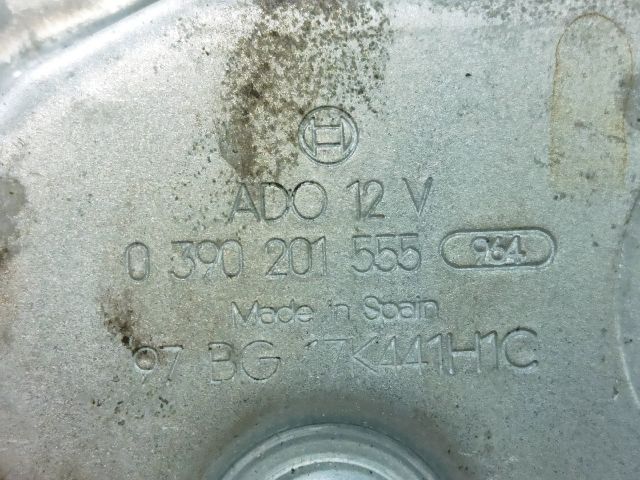 ADO 12 V
0 390 201 555 964
Made in Spain
97 BG 17K441H1C